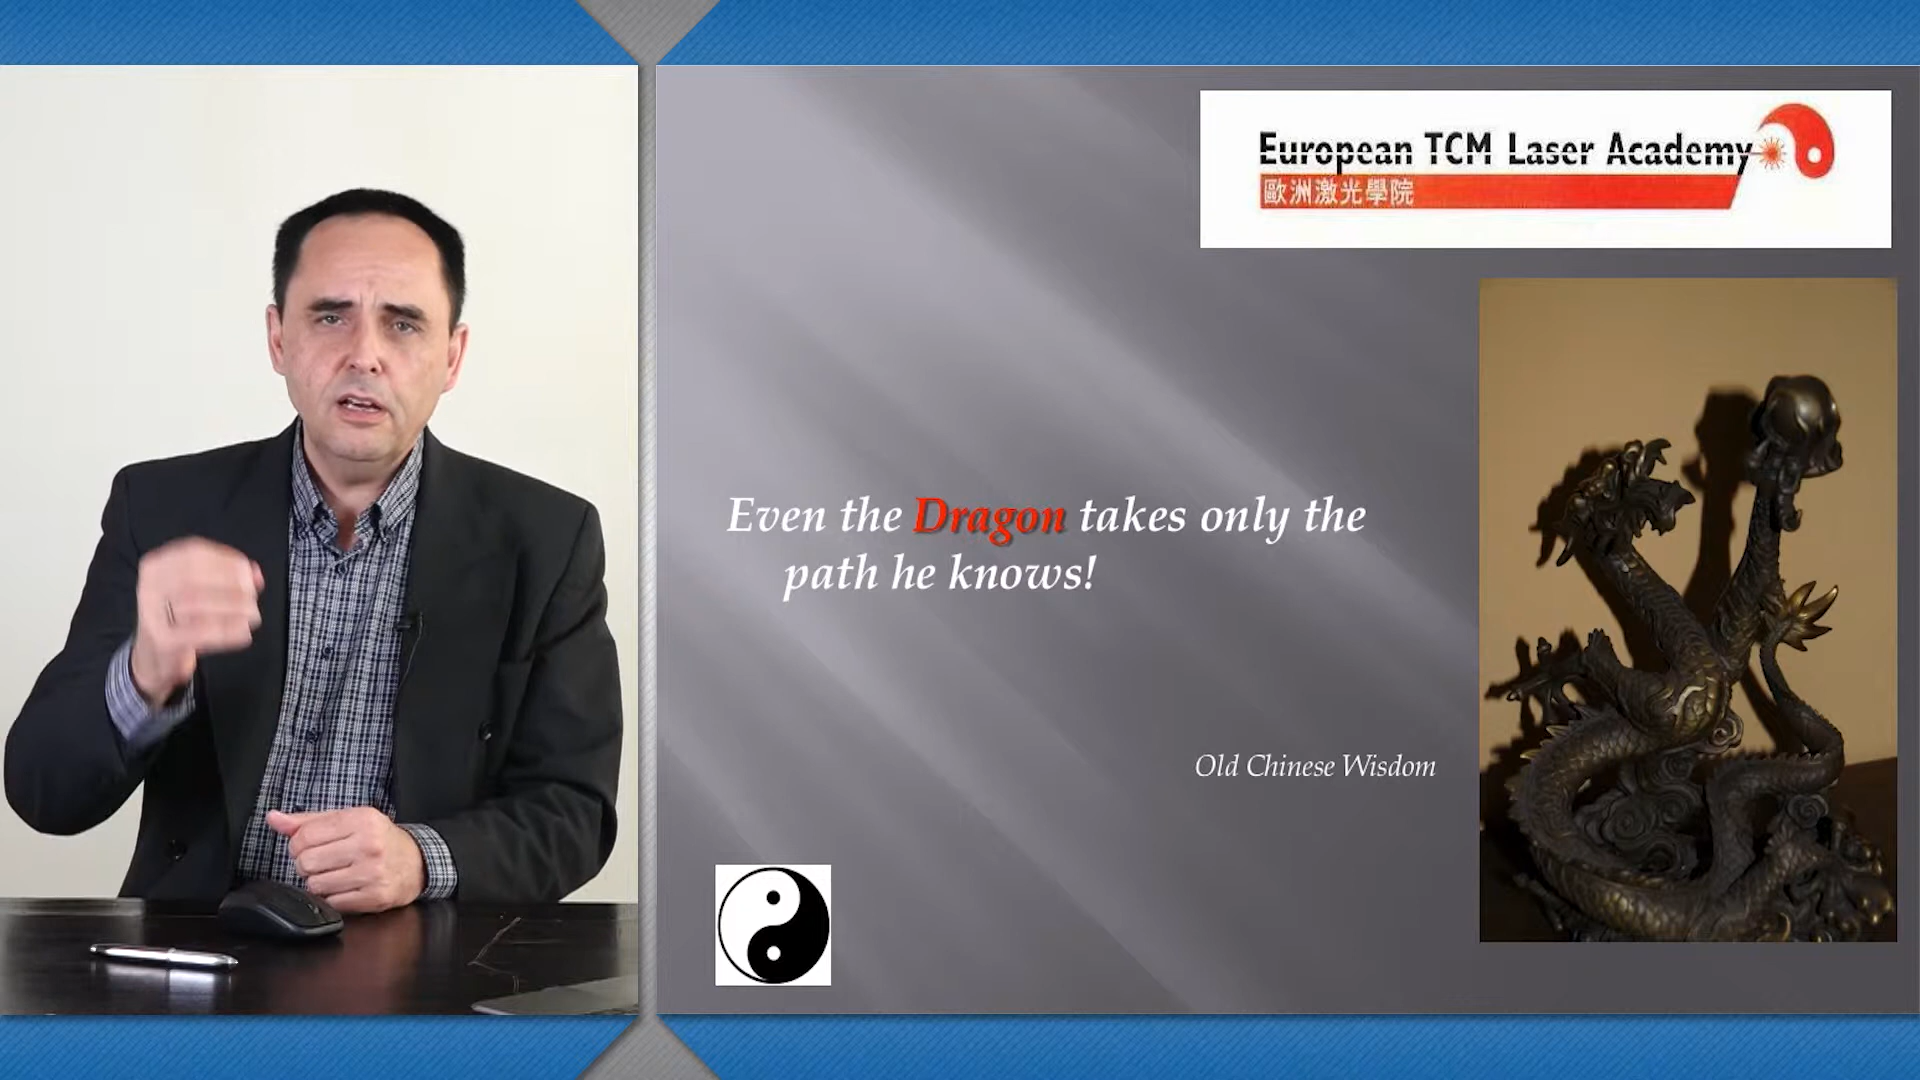 European TCM Laser Academy
歐洲激光學院
Even the Dragon takes only the
path he knows!
Old Chinese Wisdom